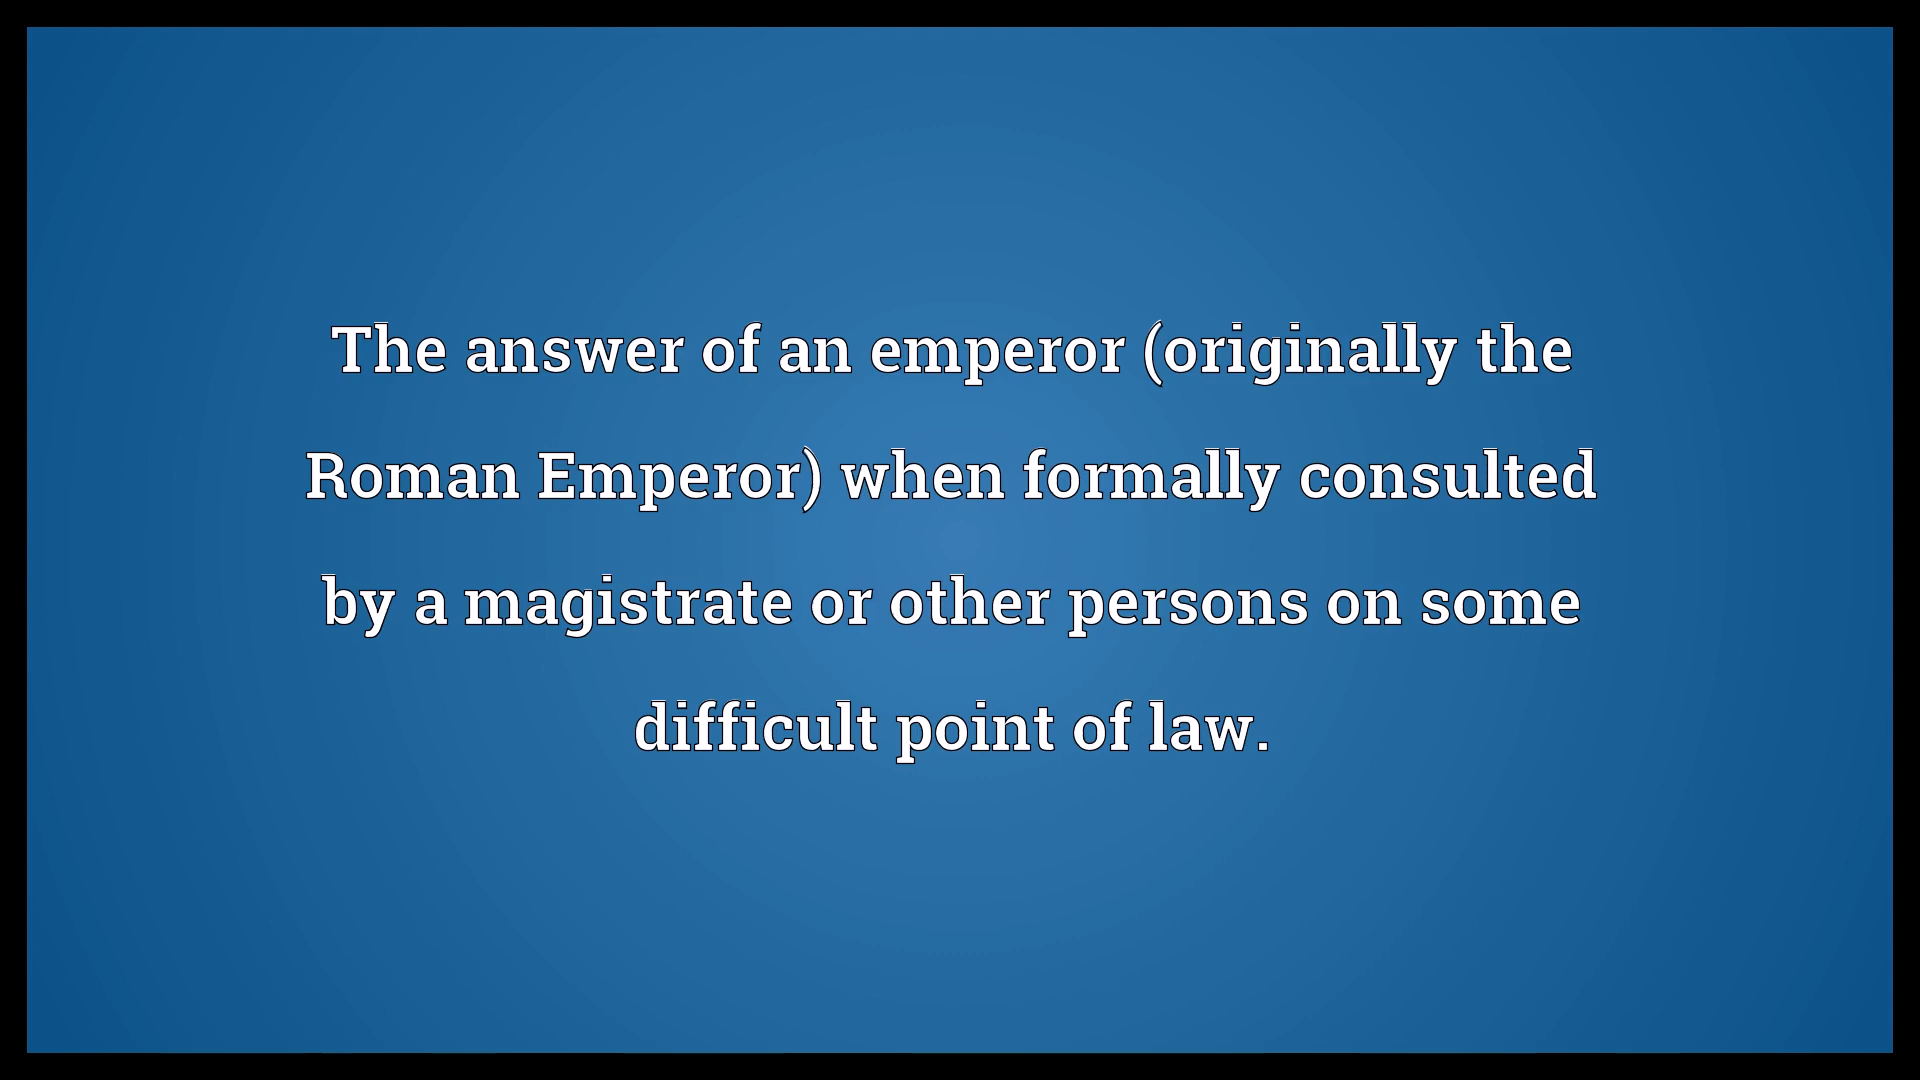 The answer of an emperor (originally the
Roman Emperor) when formally consulted
by a magistrate or other persons on some
difficult point of law.